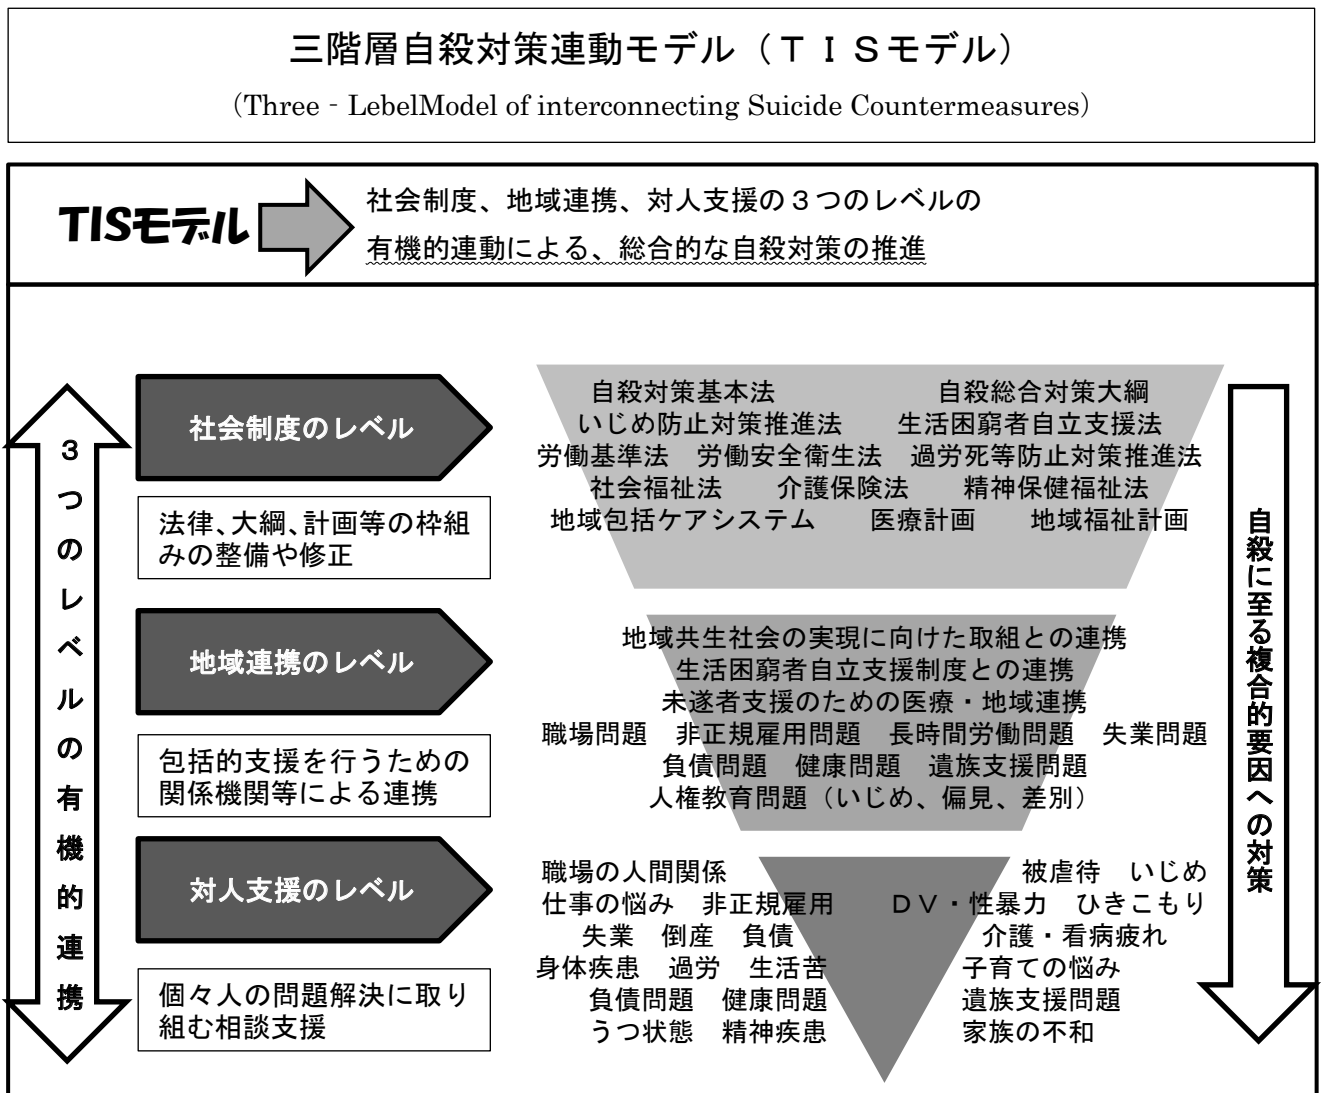 三階層自殺対策連動モデル（ＴＩＳモデル）
（Three‐LebelModel of interconnecting Suicide Countermeasures）
TISモデル
社会制度、地域連携、対人支援の３つのレベルの
有機的連動による、総合的な自殺対策の推進
３つのレベルの有機的連携
社会制度のレベル
法律、大綱、計画等の枠組
みの整備や修正
自殺対策基本法　自殺総合対策大綱
いじめ防止対策推進法　生活困窮者自立支援法
労働基準法　労働安全衛生法　過労死等防止対策推進法
社会福祉法　介護保険法　精神保健福祉法
地域包括ケアシステム　医療計画　地域福祉計画
地域連携のレベル
包括的支援を行うための
関係機関等による連携
地域共生社会の実現に向けた取組との連携
生活困窮者自立支援制度との連携
未遂者支援のための医療・地域連携
職場問題　非正規雇用問題　長時間労働問題　失業問題
負債問題　健康問題　遺族支援問題
人権教育問題（いじめ、偏見、差別）
対人支援のレベル
個々人の問題解決に取り
組む相談支援
職場の人間関係　被虐待　いじめ
仕事の悩み　非正規雇用　ＤＶ・性暴力　ひきこもり
失業　倒産　負債　介護・看病疲れ
身体疾患　過労　生活苦　子育ての悩み
負債問題　健康問題　遺族支援問題
うつ状態　精神疾患　家族の不和
自殺に至る複合的要因への対策